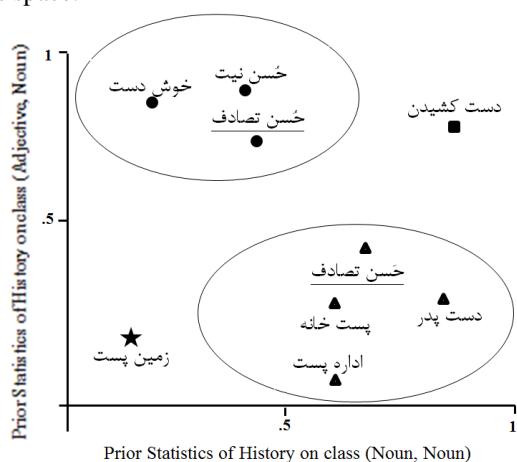 e space.
1
حُسن نیت
خوش دست
حُسن تصادف
دست کشیدن
.5
حَسن تصادف
پست خانه
دست پدر
زمین پست
اداره پست
.5
1
Prior Statistics of History on class (Adjective, Noun)
Prior Statistics of History on class (Noun, Noun)